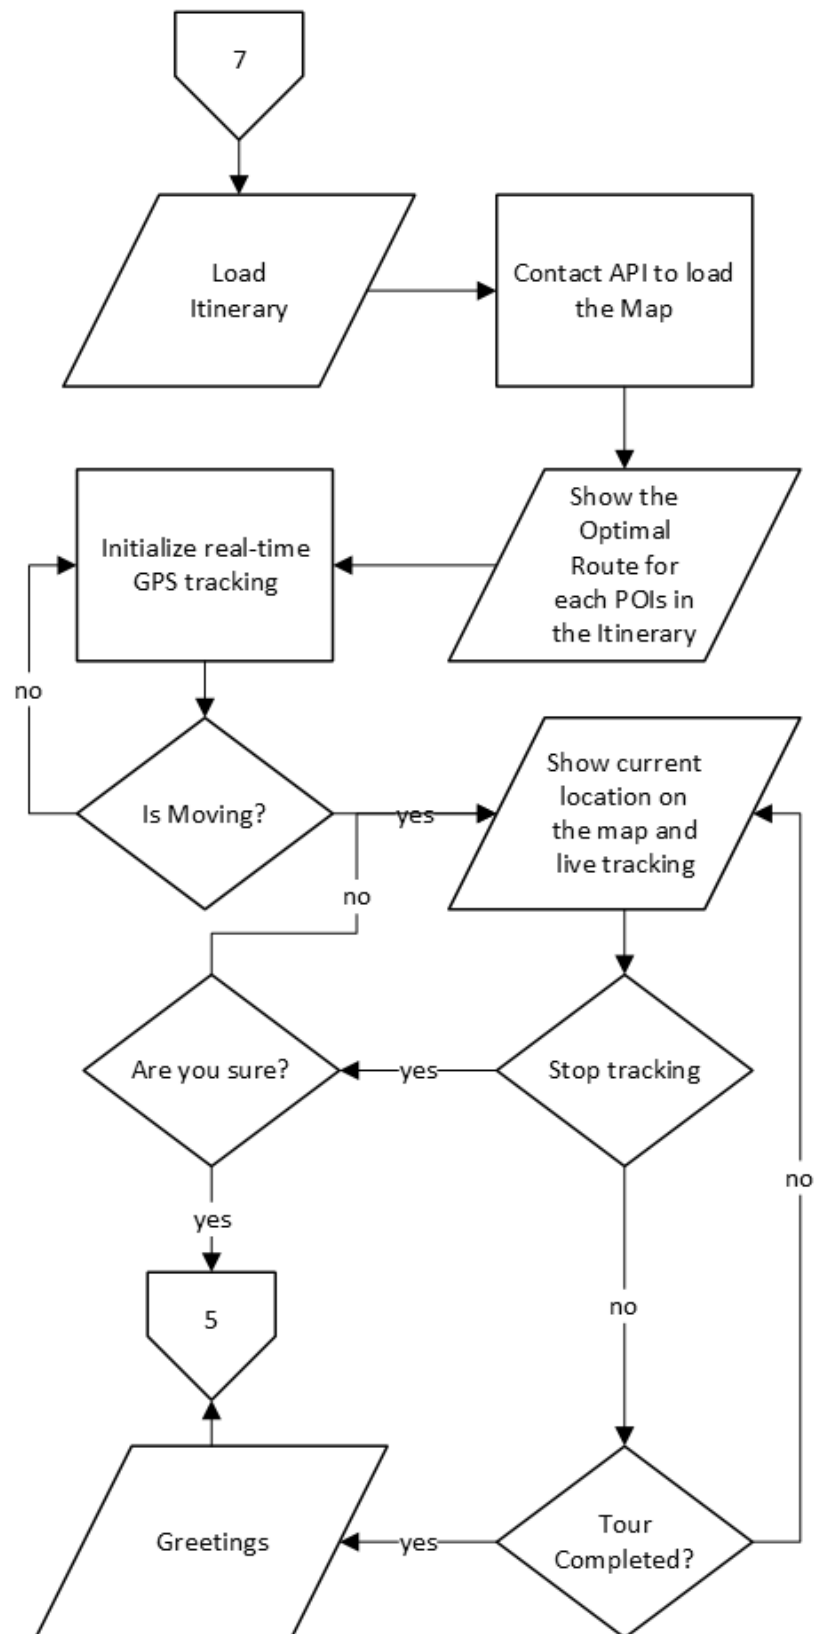 7
Load
Itinerary
Contact API to load
the Map
Show the
Optimal
Route for
each POIs in
the Itinerary
Initialize real-time
GPS tracking
no
Is Moving?
yes
Show current
location on
the map and
live tracking
no
Are you sure?
yes
Stop tracking
no
yes
5
no
Greetings
yes
Tour
Completed?